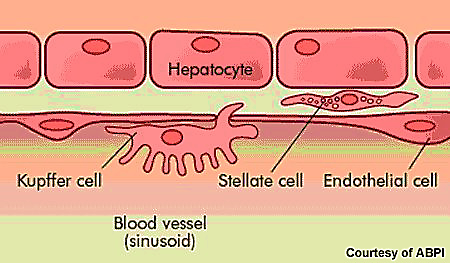 Hepatocyte
Kupffer cell
Stellate cell
Endothelial cell
Blood vessel
(sinusoid)
Courtesy of ABPI